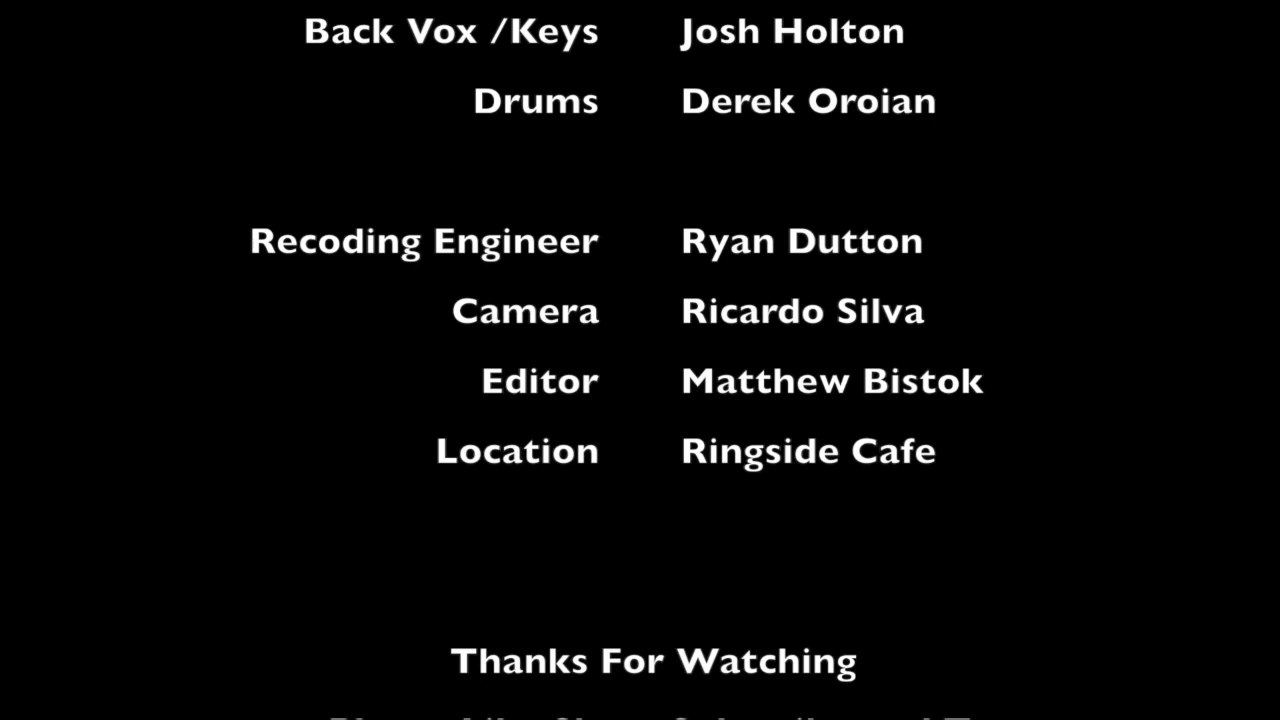 Back Vox /Keys Josh Holton
Drums Derek Oroian
Recoding Engineer Ryan Dutton
Camera Ricardo Silva
Editor Matthew Bistok
Location Ringside Cafe
Thanks For Watching